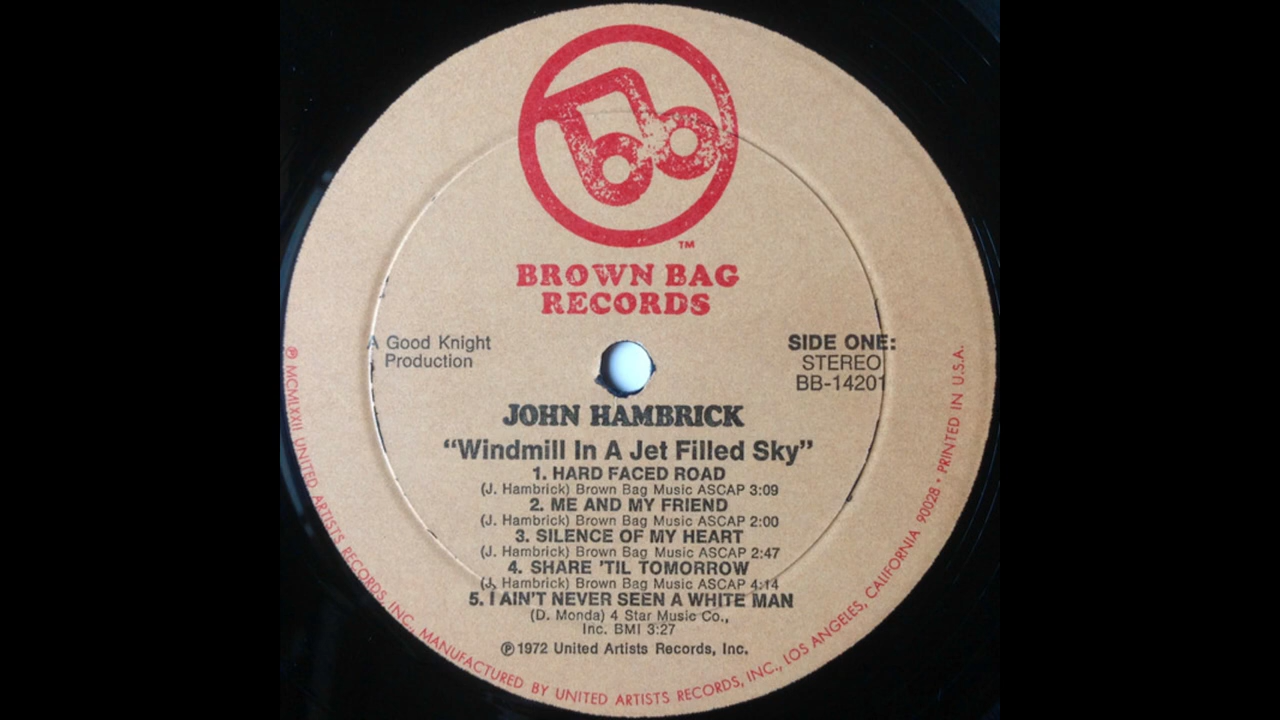 TM
BROWN BAG
RECORDS
A Good Knight
Production
SIDE ONE:
STEREO
BB-14201
JOHN HAMBRICK
“Windmill In A Jet Filled Sky”
1. HARD FACED ROAD
(J. Hambrick) Brown Bag Music ASCAP 3:09
2. ME AND MY FRIEND
(J. Hambrick) Brown Bag Music ASCAP 2:00
3. SILENCE OF MY HEART
(J. Hambrick) Brown Bag Music ASCAP 2:47
4. SHARE 'TIL TOMORROW
(J. Hambrick) Brown Bag Music ASCAP 4:14
5. I AIN'T NEVER SEEN A WHITE MAN
(D. Monda) 4 Star Music Co.,
Inc. BMI 3:27
℗1972 United Artists Records, Inc.
℗ MCMLXXII UNITED ARTISTS RECORDS, INC., MANUFACTURED BY UNITED ARTISTS RECORDS, INC., LOS ANGELES, CALIFORNIA 90028 • PRINTED IN U.S.A.